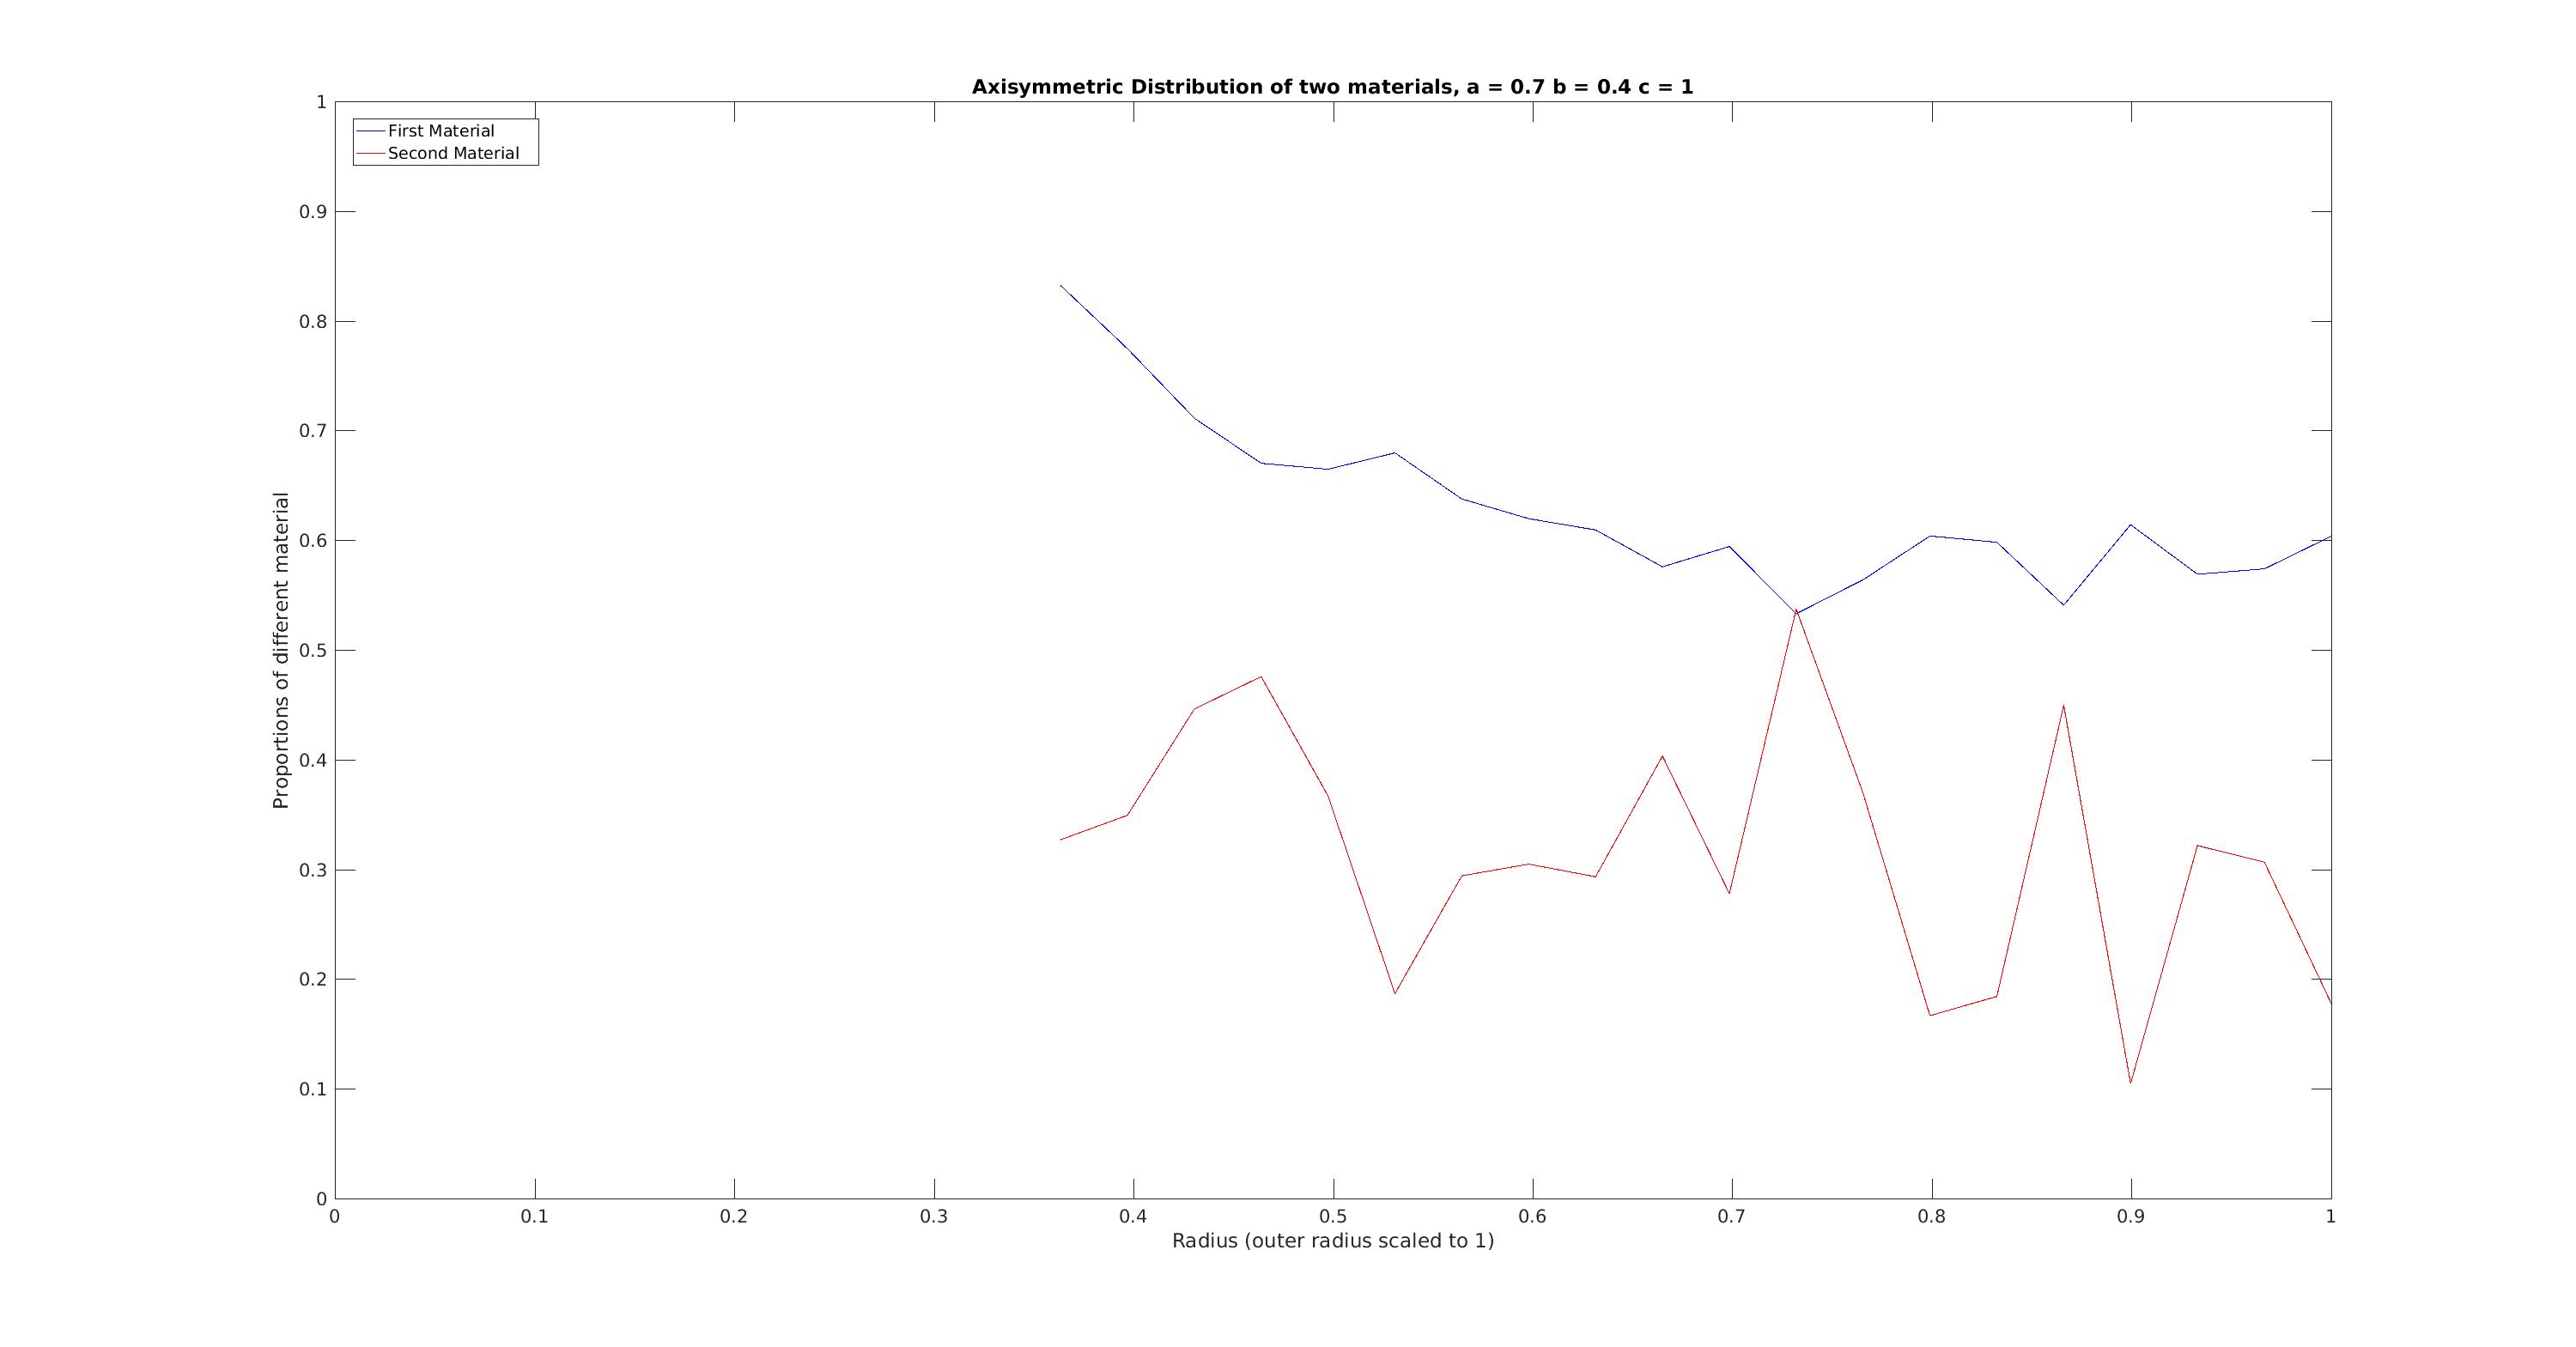 Axisymmetric Distribution of two materials, a = 0.7 b = 0.4 c = 1
First Material
Second Material
1
0.9
0.8
0.7
0.6
0.5
0.4
0.3
0.2
0.1
0
Proportions of different material
0 0.1 0.2 0.3 0.4 0.5 0.6 0.7 0.8 0.9 1
Radius (outer radius scaled to 1)